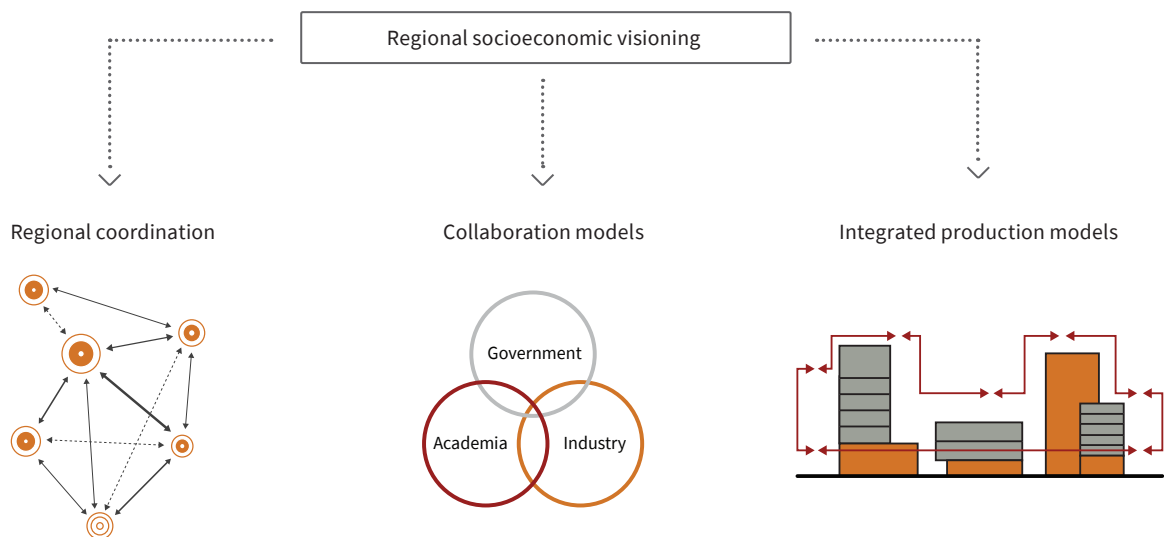 Regional socioeconomic visioning
Regional coordination
Collaboration models
Integrated production models
Government
Academia
Industry